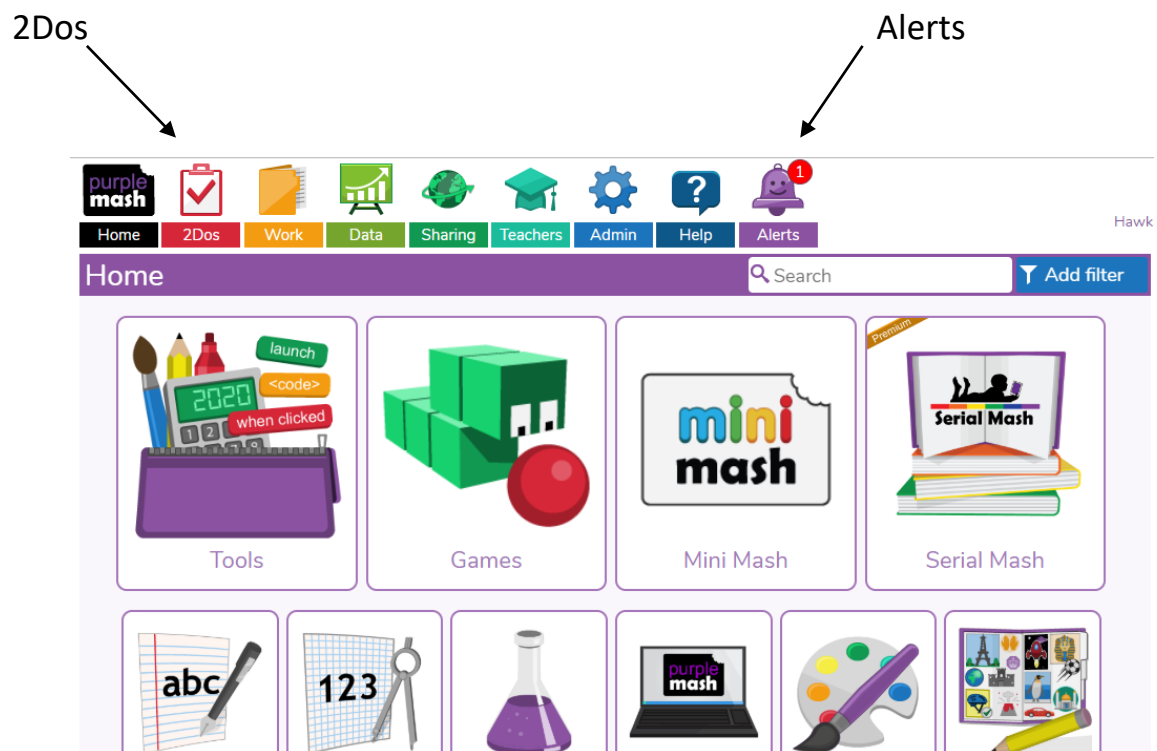 2Dos Alerts
purple
mash
1
Home 2Dos Work Data Sharing Teachers Admin Help Alerts
Hawk
Home Search Add filter
launch
<code>
when clicked
2020
Premium
mini
mash
Serial Mash
Tools Games Mini Mash Serial Mash
abc
123
purple
mash